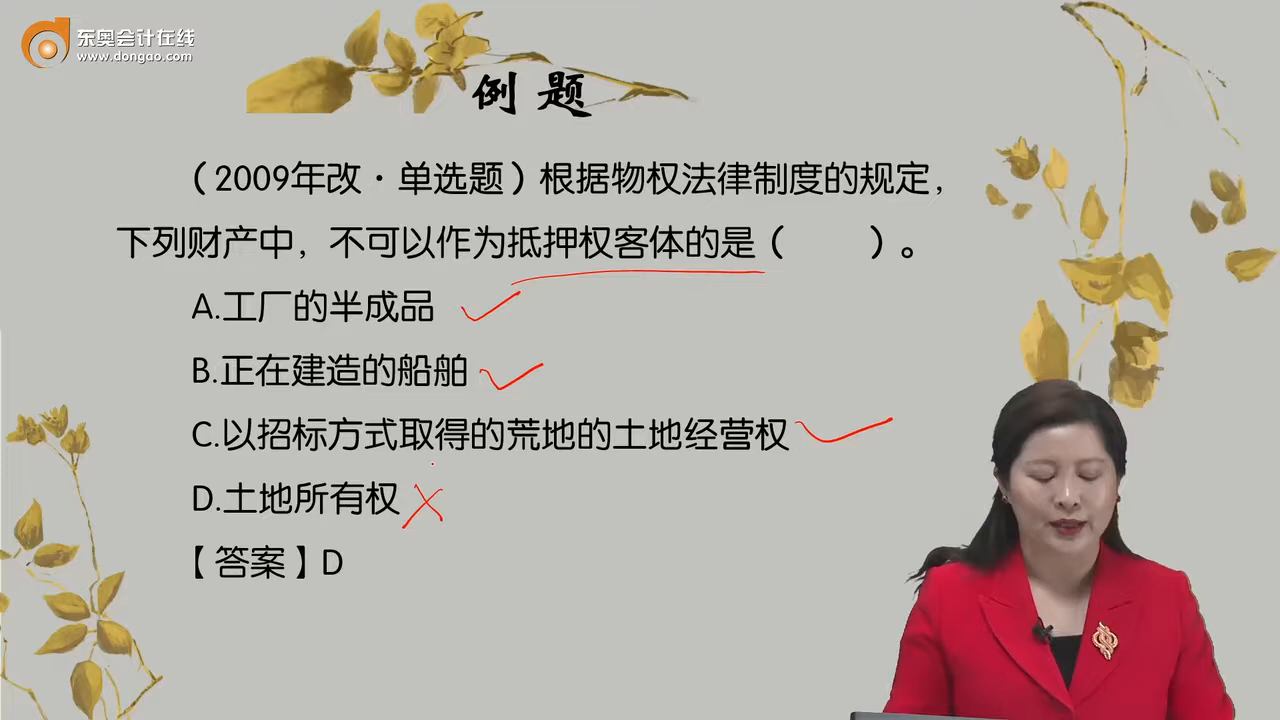 东奥会计在线
www.dongao.com
例题
（2009年改·单选题）根据物权法律制度的规定，
下列财产中，不可以作为抵押权客体的是（　　）。
A.工厂的半成品
B.正在建造的船舶
C.以招标方式取得的荒地的土地经营权
D.土地所有权
【答案】D